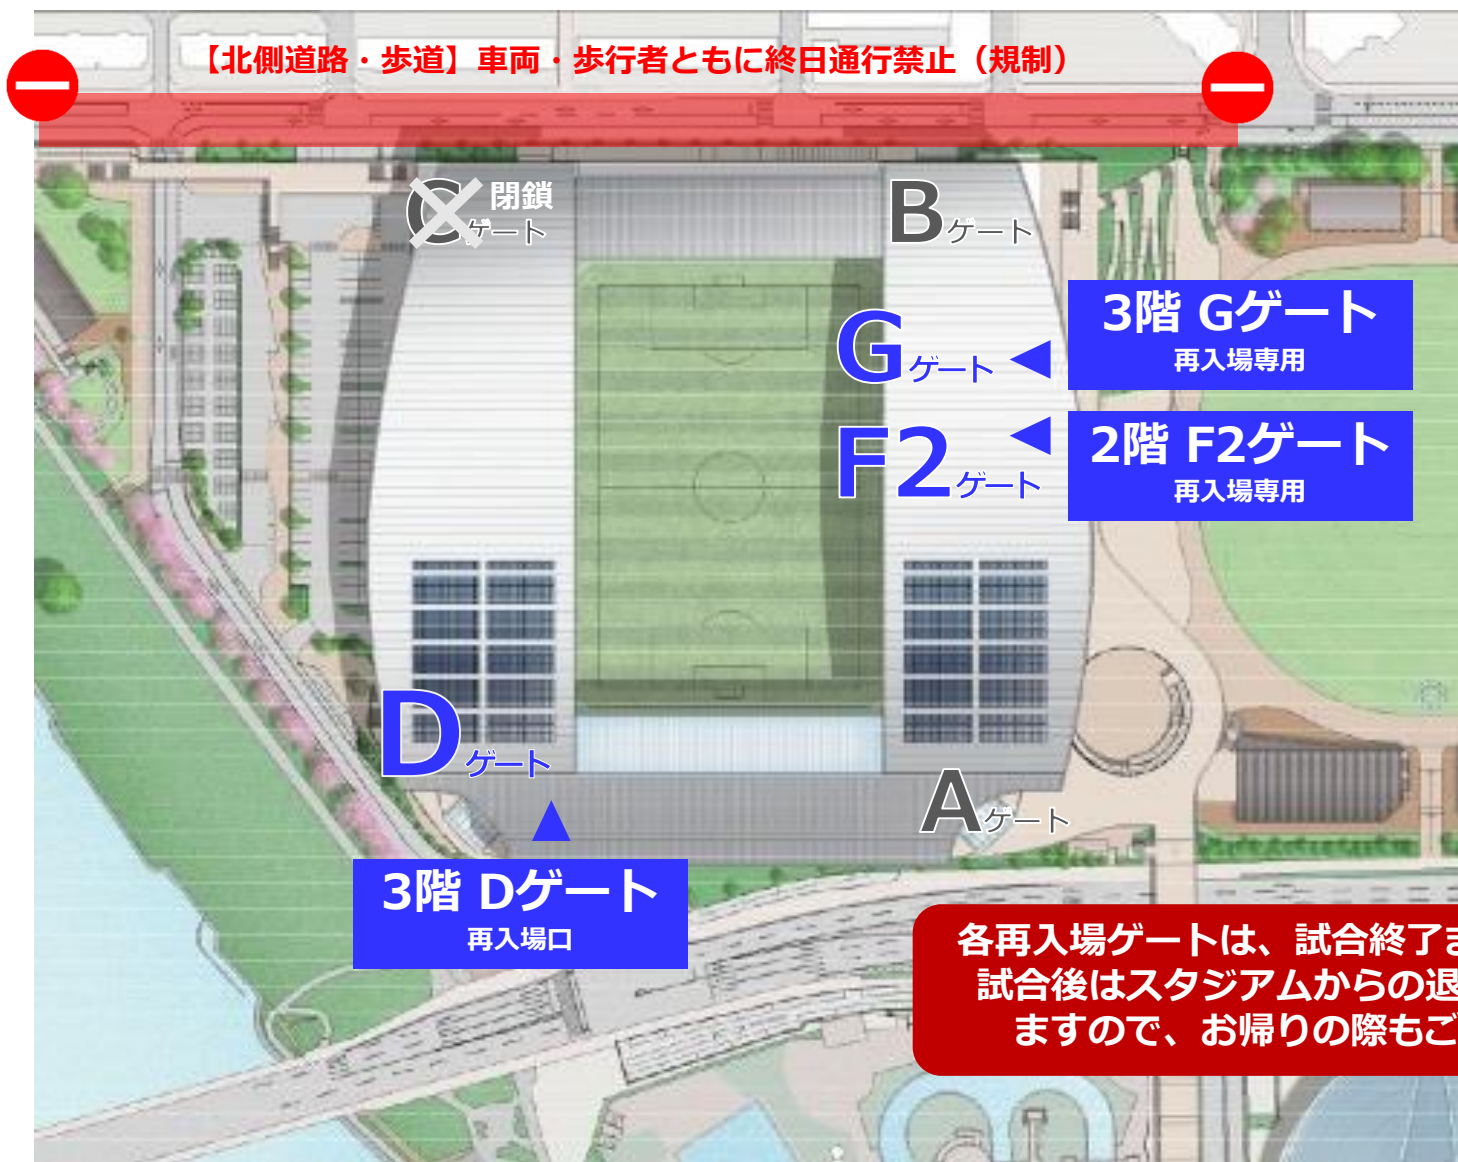 【北側道路・歩道】車両・歩行者ともに終日通行禁止（規制）
C 閉鎖
ゲート
Bゲート
Gゲート
3階 Gゲート
再入場専用
F2ゲート
2階 F2ゲート
再入場専用
Dゲート
Aゲート
3階 Dゲート
再入場口
各再入場ゲートは、試合終了ま
試合後はスタジアムからの退
ますので、お帰りの際もご